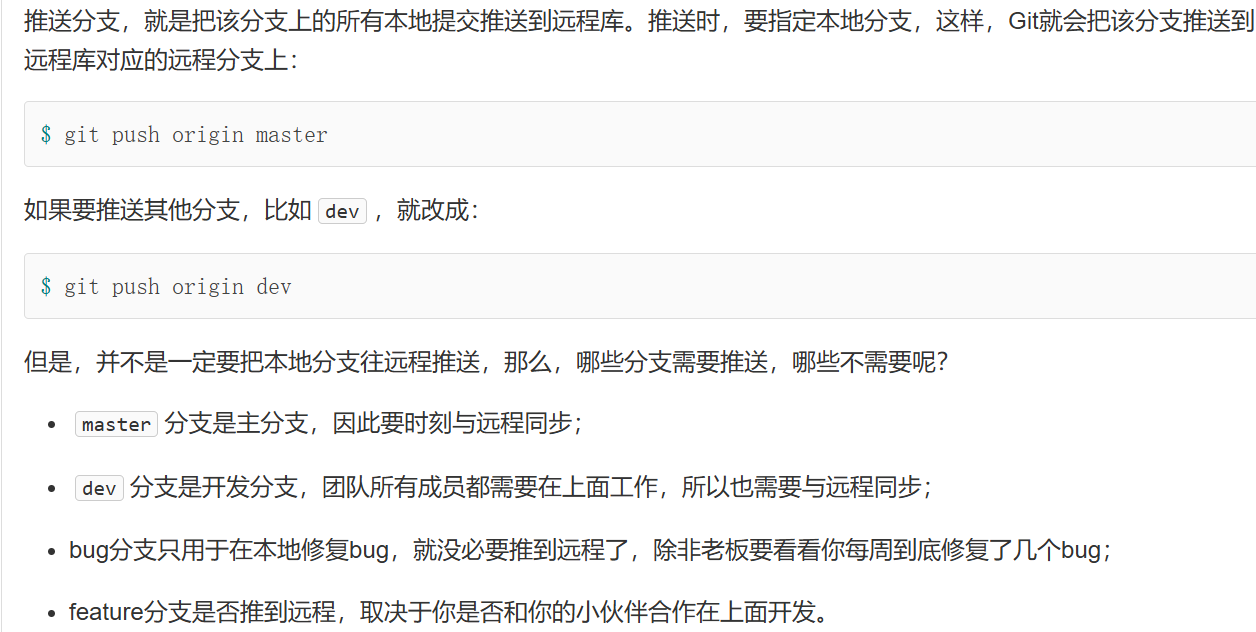 推送分支，就是把该分支上的所有本地提交推送到远程库。推送时，要指定本地分支，这样，Git就会把该分支推送到
远程库对应的远程分支上：
$ git push origin master
如果要推送其他分支，比如 dev ，就改成：
$ git push origin dev
但是，并不是一定要把本地分支往远程推送，那么，哪些分支需要推送，哪些不需要呢？
• master 分支是主分支，因此要时刻与远程同步；
• dev 分支是开发分支，团队所有成员都需要在上面工作，所以也需要与远程同步；
• bug分支只用于在本地修复bug，就没必要推到远程了，除非老板要看看你每周到底修复了几个bug；
• feature分支是否推到远程，取决于你是否和你的小伙伴合作在上面开发。